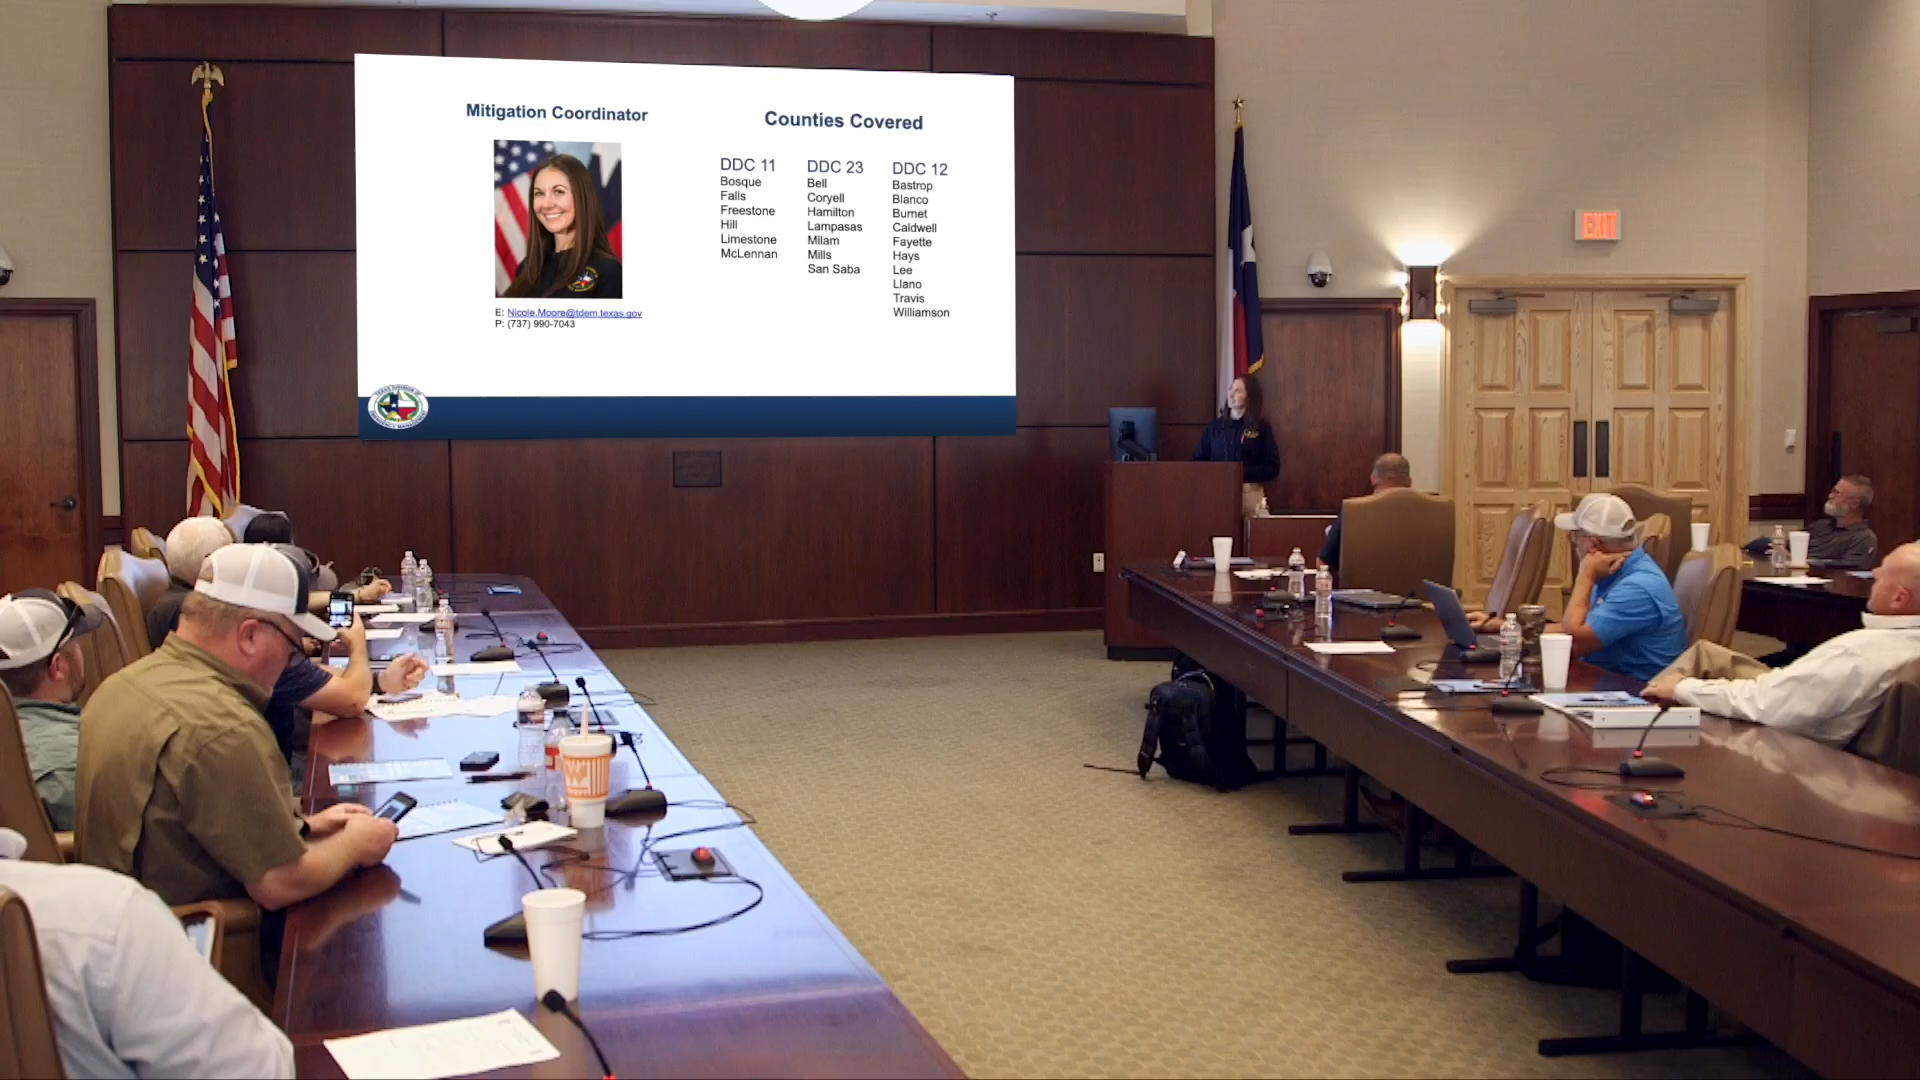 Mitigation Coordinator
E: Nicole.Moore@tdem.texas.gov
P: (737) 990-7043
Counties Covered
DDC 11
Bosque
Falls
Freestone
Hill
Limestone
McLennan
DDC 23
Bell
Coryell
Hamilton
Lampasas
Milam
Mills
San Saba
DDC 12
Bastrop
Blanco
Burnet
Caldwell
Fayette
Hays
Lee
Llano
Travis
Williamson
EXIT